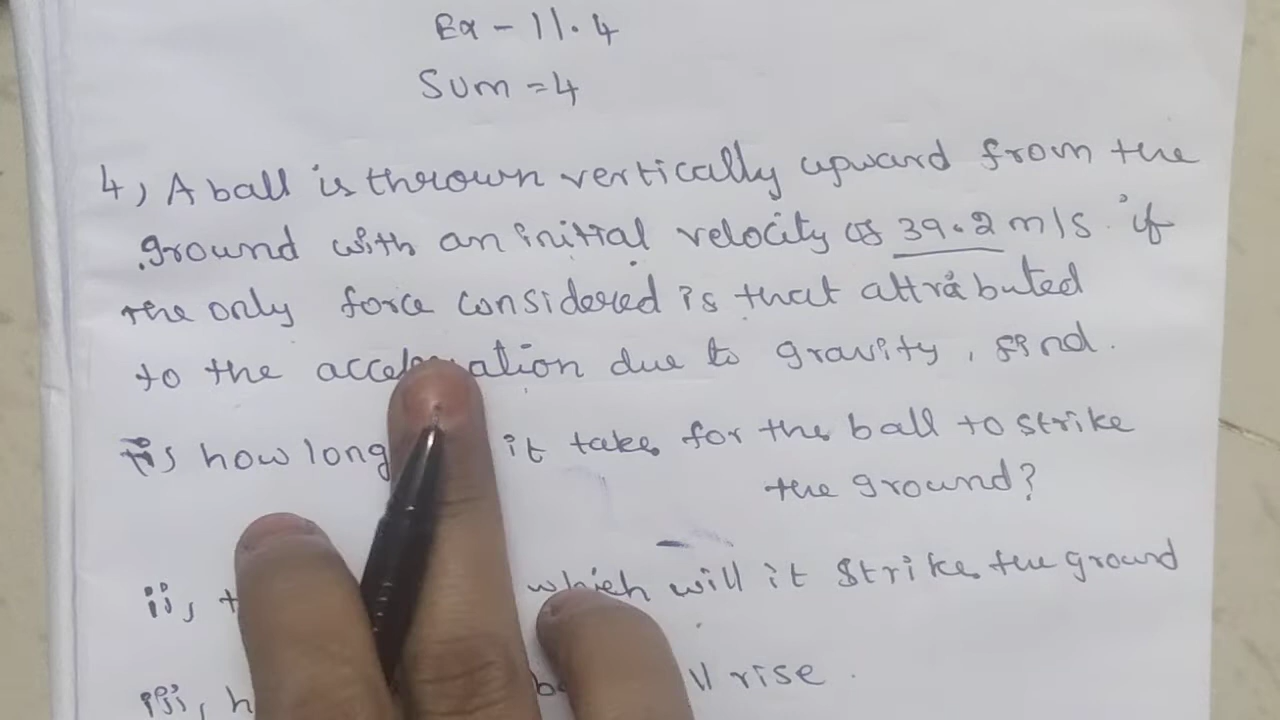 Ex - 11.4
Sum = 4
4) A ball is thrown vertically upward from the
ground with an initial velocity of 39.2 m/s. if
the only force considered is that attributed
to the acceleration due to gravity, find.
i) how long it take for the ball to strike
the ground?
ii, which will it strike the ground
iii, rise.